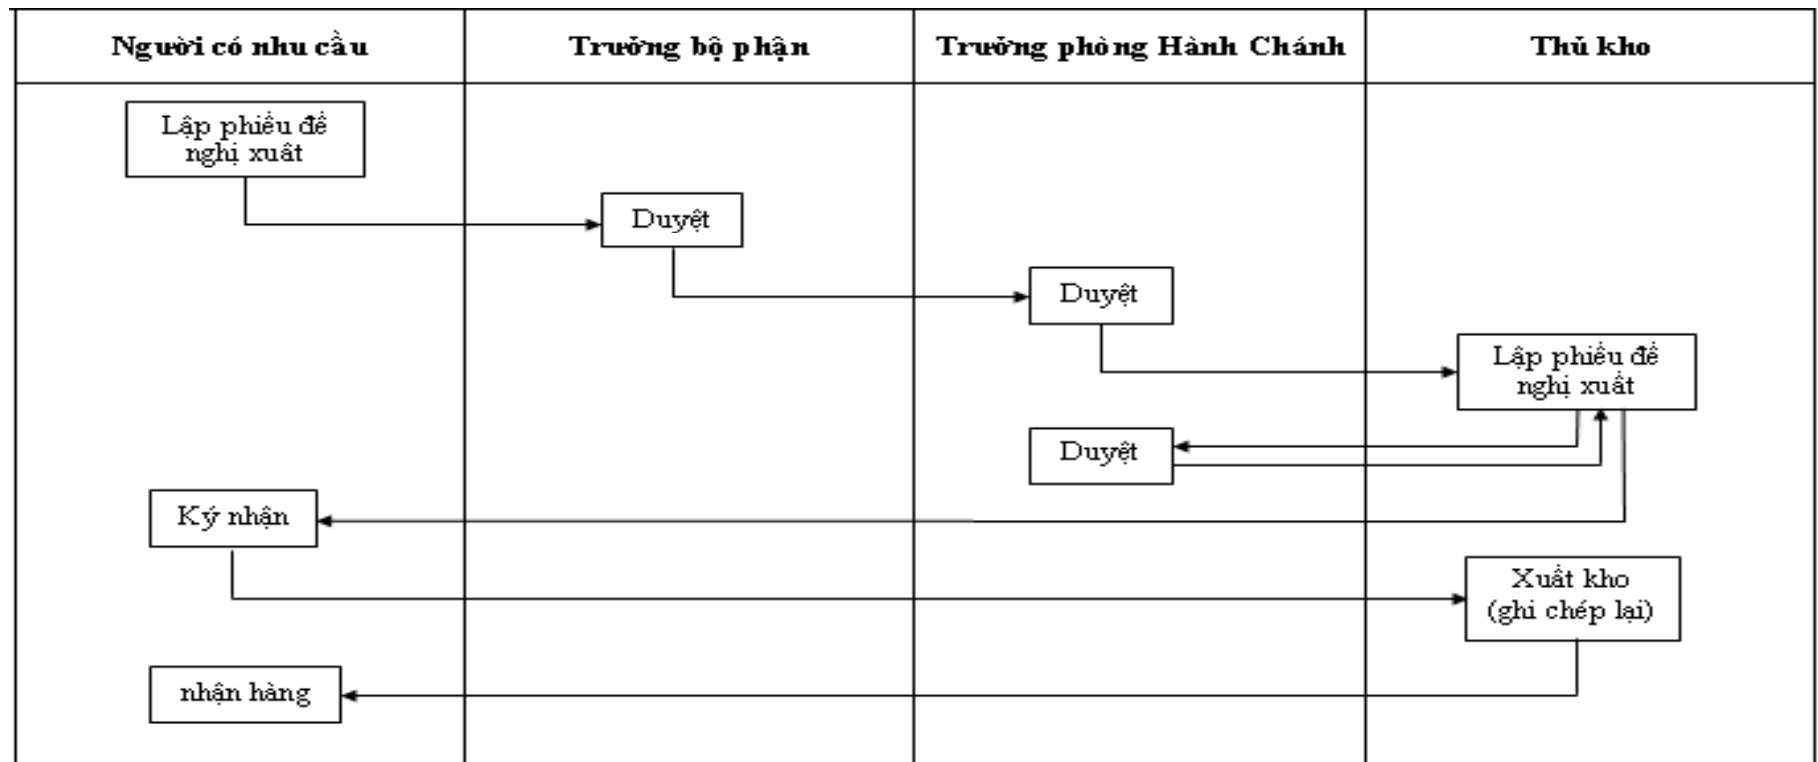 Người có nhu cầu
Trưởng bộ phận
Trưởng phòng Hành Chánh
Thủ kho
Lập phiếu đề
nghị xuất
Duyệt
Duyệt
Lập phiếu đề
nghị xuất
Duyệt
Ký nhận
Xuất kho
(ghi chép lại)
nhận hàng